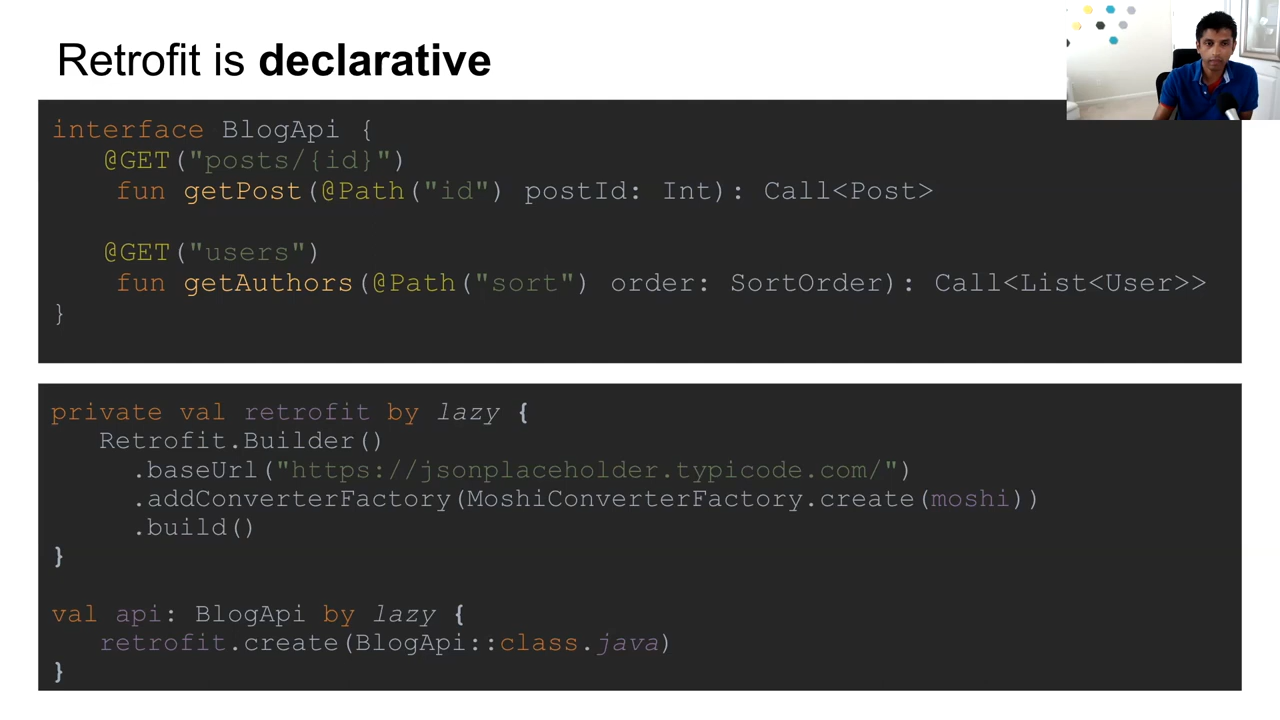 Retrofit is declarative
interface BlogApi {
@GET("posts/{id}")
fun getPost(@Path("id") postId: Int): Call<Post>
@GET("users")
fun getAuthors(@Path("sort") order: SortOrder): Call<List<User>>
}
private val retrofit by lazy {
Retrofit.Builder()
.baseUrl("https://jsonplaceholder.typicode.com/")
.addConverterFactory(MoshiConverterFactory.create(moshi))
.build()
}
val api: BlogApi by lazy {
retrofit.create(BlogApi::class.java)
}